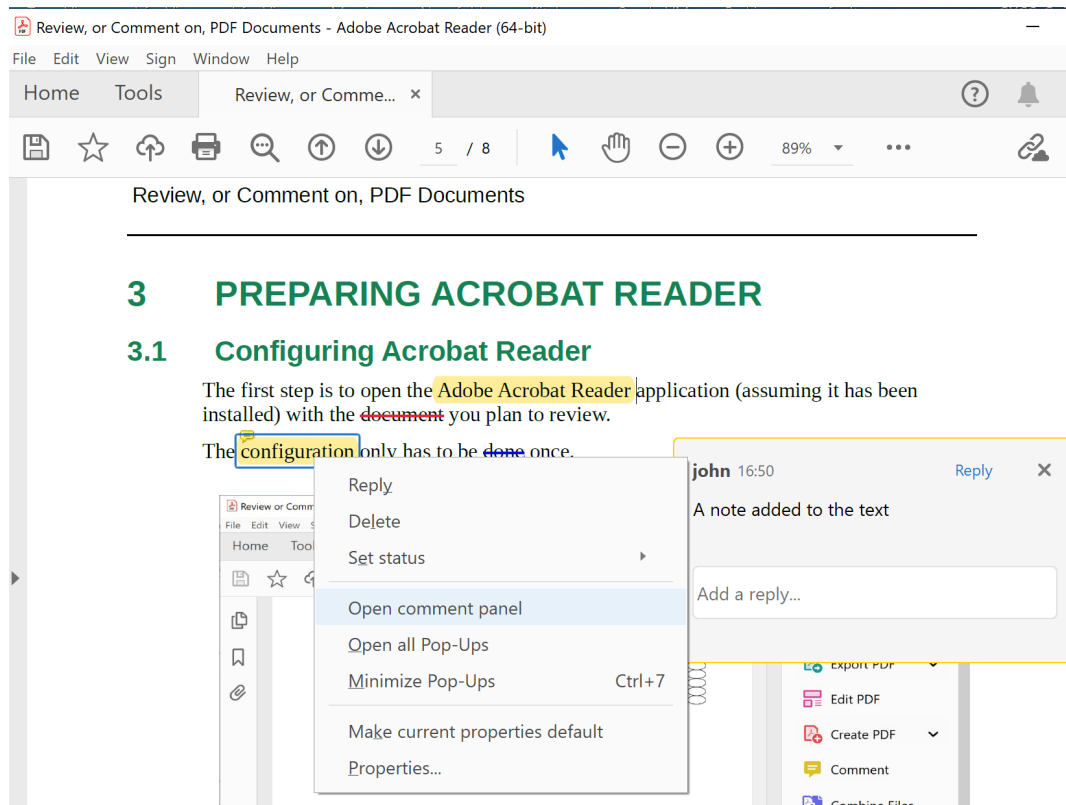 Review, or Comment on, PDF Documents - Adobe Acrobat Reader (64-bit)
File Edit View Sign Window Help
Home Tools Review, or Comme... ×
5 / 8 89%
Review, or Comment on, PDF Documents
3 PREPARING ACROBAT READER
3.1 Configuring Acrobat Reader
The first step is to open the Adobe Acrobat Reader application (assuming it has been
installed) with the document you plan to review.
The configuration only has to be done once.
john 16:50 Reply
A note added to the text
Add a reply...
Reply
Delete
Set status
Open comment panel
Open all Pop-Ups
Minimize Pop-Ups Ctrl+7
Make current properties default
Properties...
Review or Comm
File Edit View S
Home Tool
Export PDF
Edit PDF
Create PDF
Comment
Combine Files